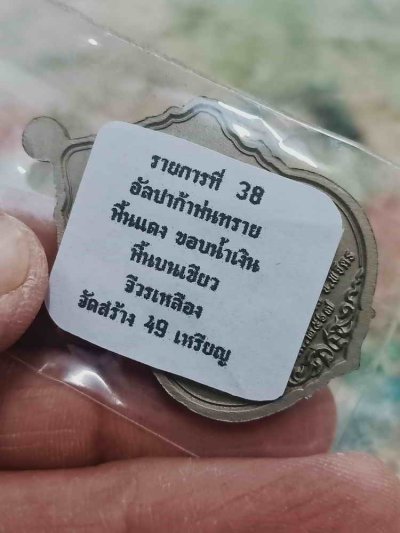 รายการที่ 38
อัลปาก้าพ่นทราย
พื้นแดง ขอบน้ำเงิน
พื้นบนเขียว
จีวรเหลือง
จัดสร้าง 49 เหรียญ